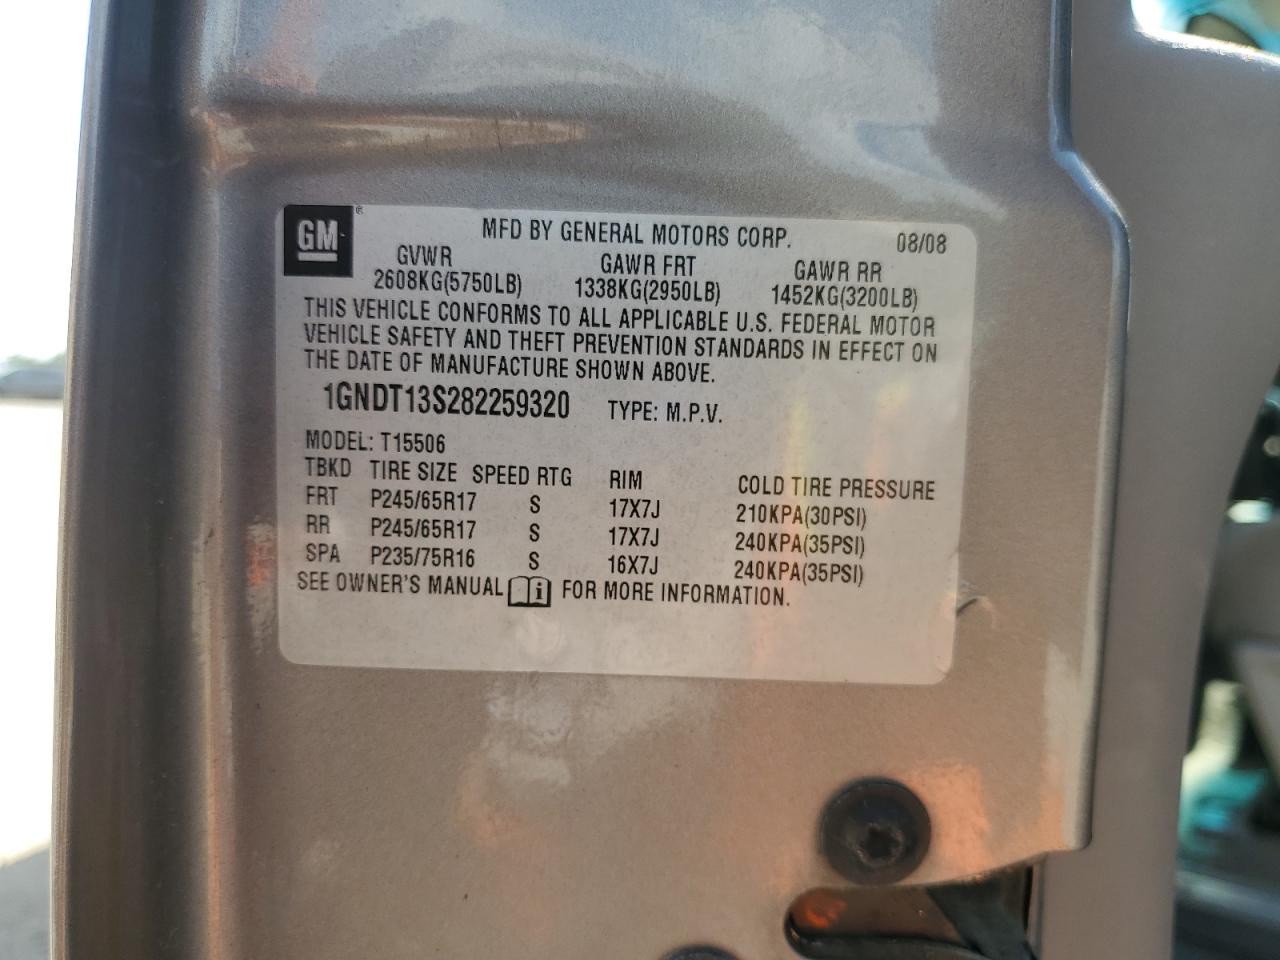 GM®
MFD BY GENERAL MOTORS CORP. 08/08
GVWR GAWR FRT GAWR RR
2608KG(5750LB) 1338KG(2950LB) 1452KG(3200LB)
THIS VEHICLE CONFORMS TO ALL APPLICABLE U.S. FEDERAL MOTOR
VEHICLE SAFETY AND THEFT PREVENTION STANDARDS IN EFFECT ON
THE DATE OF MANUFACTURE SHOWN ABOVE.
1GNDT13S282259320 TYPE: M.P.V.
MODEL: T15506
TBKD TIRE SIZE SPEED RTG RIM COLD TIRE PRESSURE
FRT P245/65R17 S 17X7J 210KPA(30PSI)
RR P245/65R17 S 17X7J 240KPA(35PSI)
SPA P235/75R16 S 16X7J 240KPA(35PSI)
SEE OWNER'S MANUAL i FOR MORE INFORMATION.